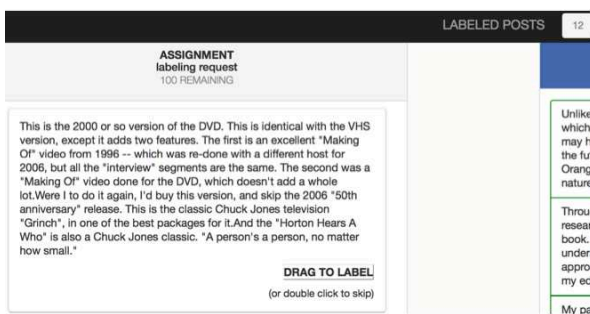 LABELED POSTS 12
ASSIGNMENT
labeling request
100 REMAINING
This is the 2000 or so version of the DVD. This is identical with the VHS
version, except it adds two features. The first is an excellent "Making
Of" video from 1996 -- which was re-done with a different host for
2006, but all the "interview" segments are the same. The second was a
"Making Of" video done for the DVD, which doesn't add a whole
lot.Were I to do it again, I'd buy this version, and skip the 2006 "50th
anniversary" release. This is the classic Chuck Jones television
"Grinch", in one of the best packages for it.And the "Horton Hears A
Who" is also a Chuck Jones classic. "A person's a person, no matter
how small."
DRAG TO LABEL
(or double click to skip)
Unlike
which
may h
the fu
Orang
nature
Throu
resear
book.
under
appro
my ed
My pa